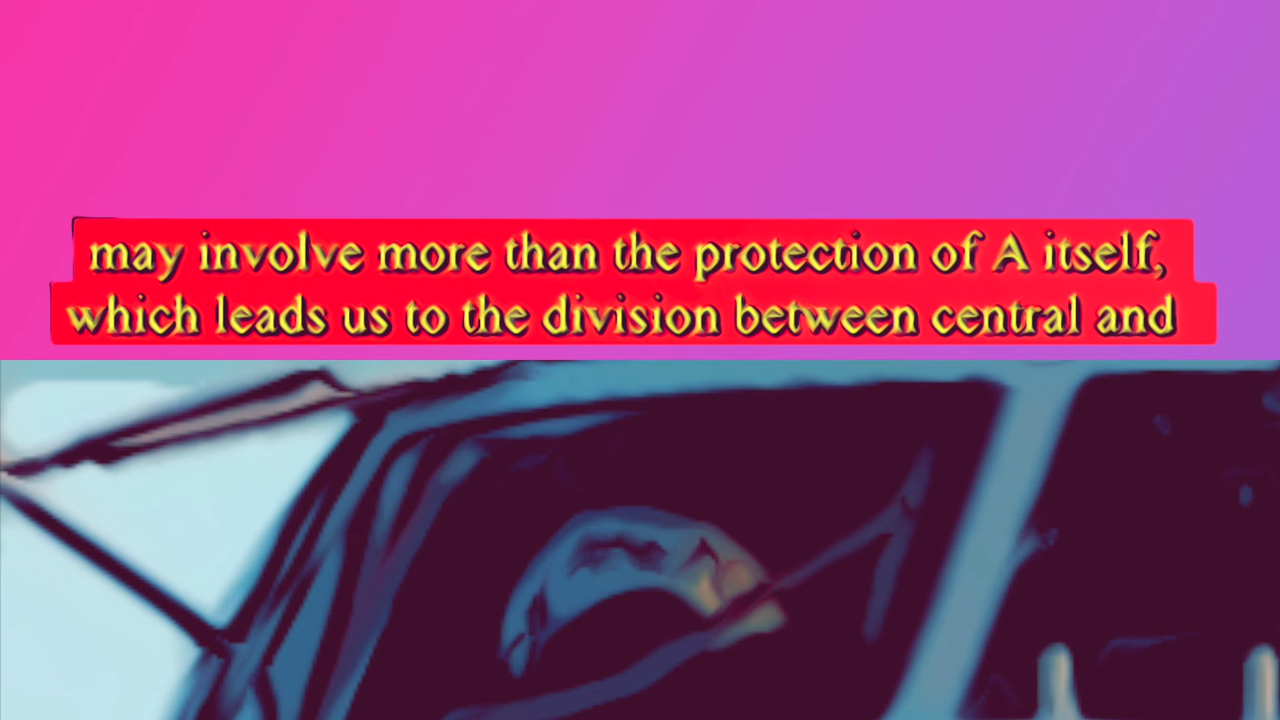 may involve more than the protection of A itself,
which leads us to the division between central and